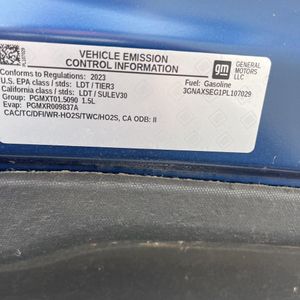 VEHICLE EMISSION
CONTROL INFORMATION
gm
GENERAL
MOTORS LLC
Conforms to Regulations: 2023
U.S. EPA class / stds: LDT / TIER3
California class / stds: LDT / SULEV30
Group: PGMXT01.5090 1.5L
Evap: PGMXR009837A
CAC/TC/DFI/WR-HO2S/TWC/HO2S, CA ODB: II
Fuel: Gasoline
3GNAXSEG1PL107029